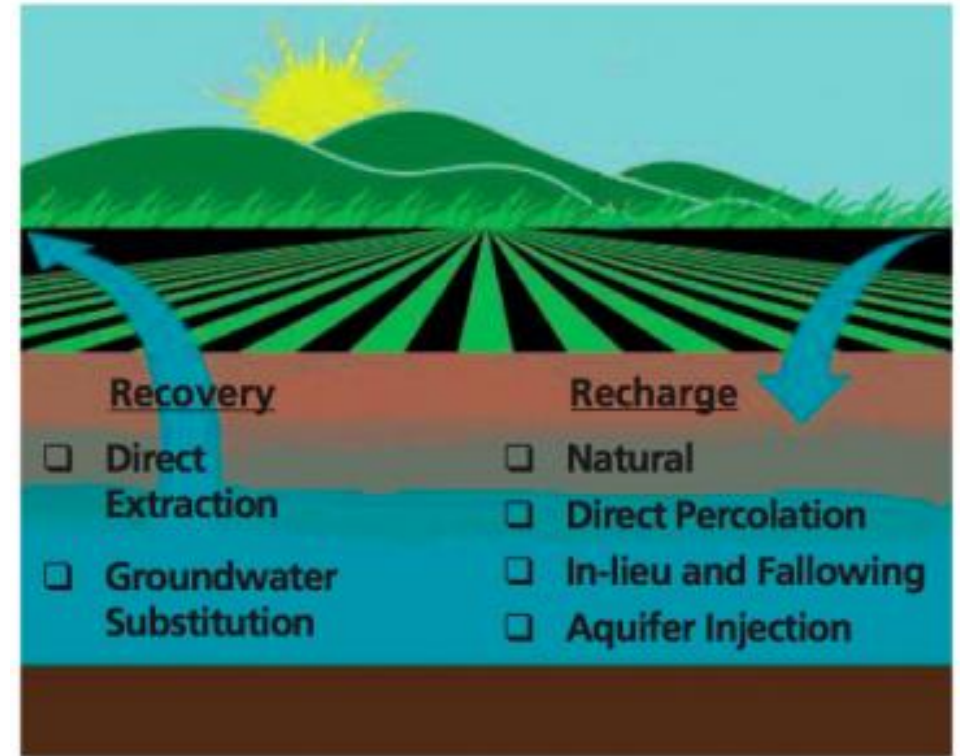 Recovery
❏ Direct
Extraction
❏ Groundwater
Substitution
Recharge
❏ Natural
❏ Direct Percolation
❏ In-lieu and Fallowing
❏ Aquifer Injection